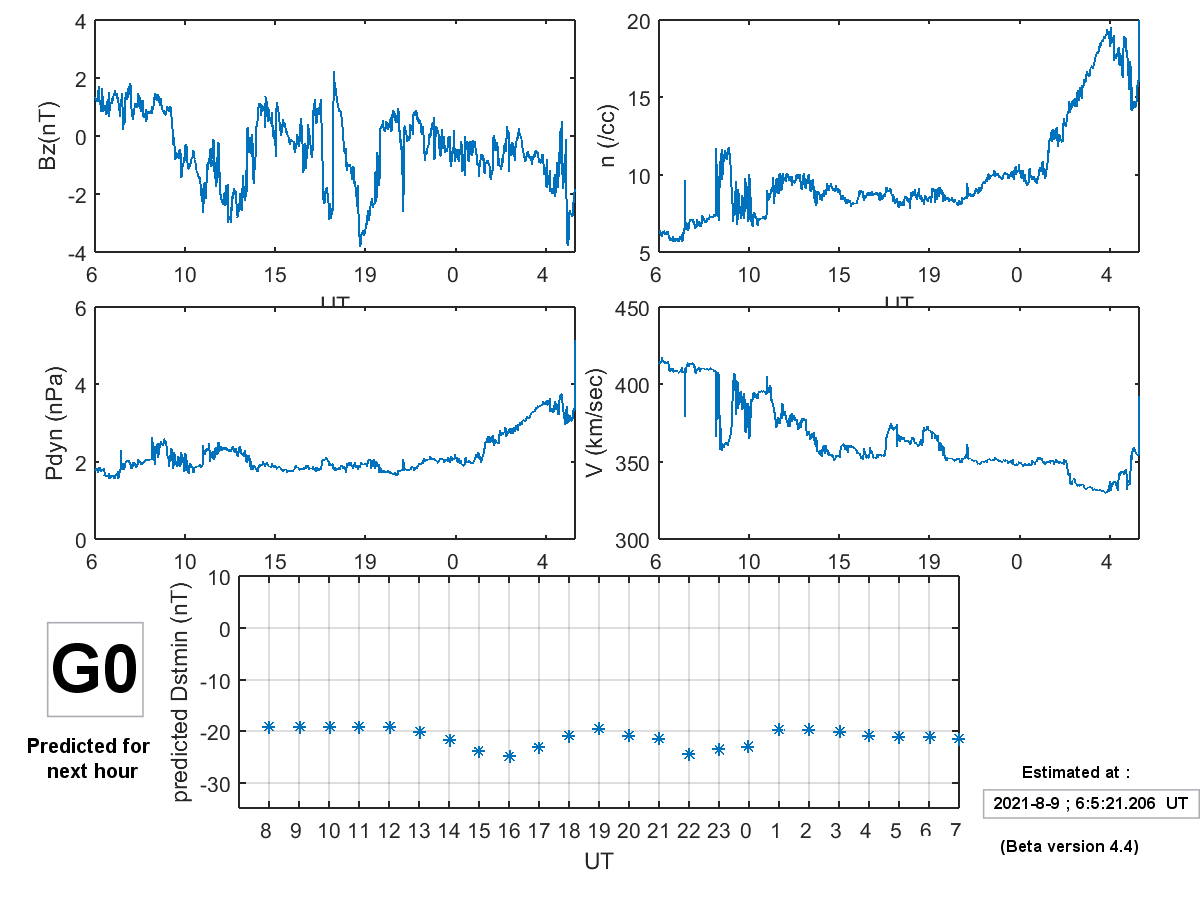 4
2
0
-2
-4
Bz(nT)
6 10 15 19 0 4
UT
20
15
10
5
n (/cc)
6 10 15 19 0 4
UT
6
4
2
0
Pdyn (nPa)
6 10 15 19 0 4
450
400
350
300
V (km/sec)
6 10 15 19 0 4
10
0
-10
-20
-30
predicted Dstmin (nT)
8 9 10 11 12 13 14 15 16 17 18 19 20 21 22 23 0 1 2 3 4 5 6 7
UT
G0
Predicted for
next hour
Estimated at :
2021-8-9 ; 6:5:21.206 UT
(Beta version 4.4)